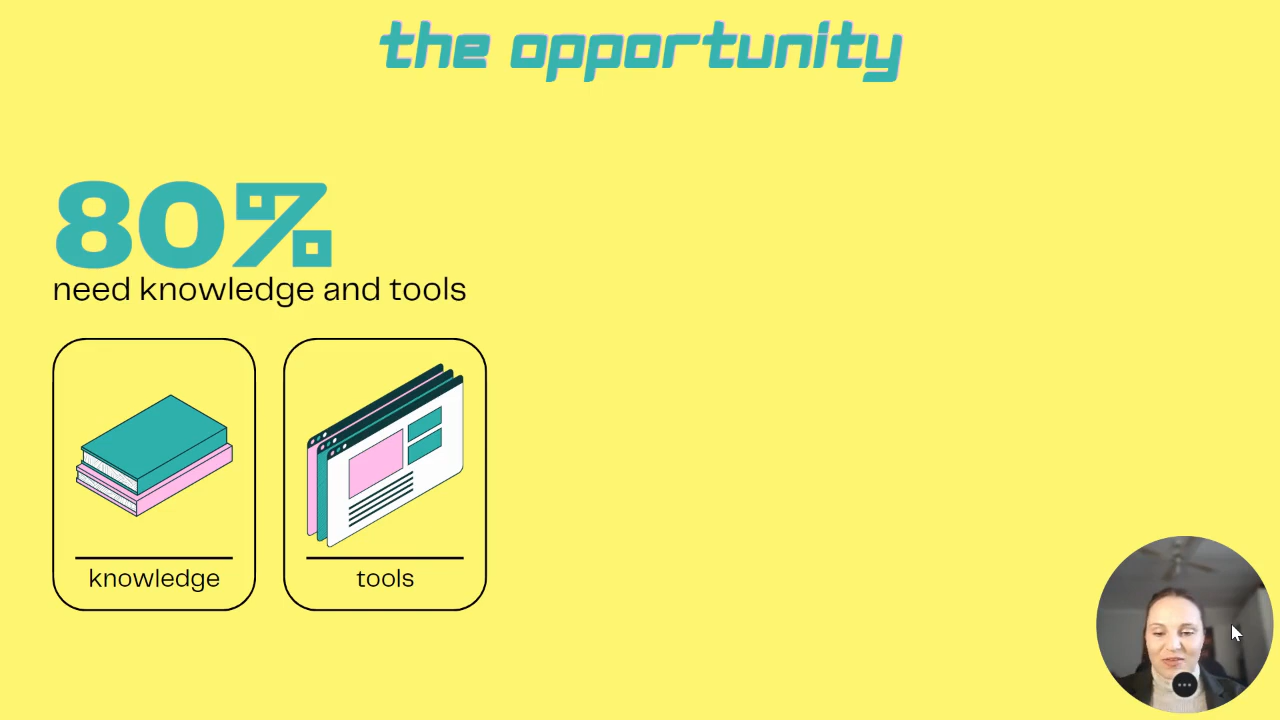 the opportunity
80%
need knowledge and tools
knowledge
tools